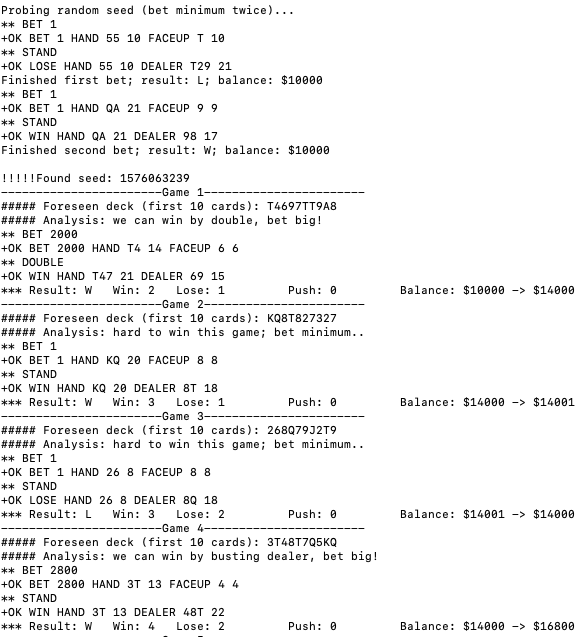 Probing random seed (bet minimum twice)...
** BET 1
+OK BET 1 HAND 55 10 FACEUP T 10
** STAND
+OK LOSE HAND 55 10 DEALER T29 21
Finished first bet; result: L; balance: $10000
** BET 1
+OK BET 1 HAND QA 21 FACEUP 9 9
** STAND
+OK WIN HAND QA 21 DEALER 98 17
Finished second bet; result: W; balance: $10000

!!!!!Found seed: 1576063239
-----------------------Game 1-----------------------
##### Foreseen deck (first 10 cards): T4697TT9A8
##### Analysis: we can win by double, bet big!
** BET 2000
+OK BET 2000 HAND T4 14 FACEUP 6 6
** DOUBLE
+OK WIN HAND T47 21 DEALER 69 15
*** Result: W   Win: 2   Lose: 1         Push: 0         Balance: $10000 -> $14000
-----------------------Game 2-----------------------
##### Foreseen deck (first 10 cards): KQ8T827327
##### Analysis: hard to win this game; bet minimum..
** BET 1
+OK BET 1 HAND KQ 20 FACEUP 8 8
** STAND
+OK WIN HAND KQ 20 DEALER 8T 18
*** Result: W   Win: 3   Lose: 1         Push: 0         Balance: $14000 -> $14001
-----------------------Game 3-----------------------
##### Foreseen deck (first 10 cards): 268Q79J2T9
##### Analysis: hard to win this game; bet minimum..
** BET 1
+OK BET 1 HAND 26 8 FACEUP 8 8
** STAND
+OK LOSE HAND 26 8 DEALER 8Q 18
*** Result: L   Win: 3   Lose: 2         Push: 0         Balance: $14001 -> $14000
-----------------------Game 4-----------------------
##### Foreseen deck (first 10 cards): 3T48T7Q5KQ
##### Analysis: we can win by busting dealer, bet big!
** BET 2800
+OK BET 2800 HAND 3T 13 FACEUP 4 4
** STAND
+OK WIN HAND 3T 13 DEALER 48T 22
*** Result: W   Win: 4   Lose: 2         Push: 0         Balance: $14000 -> $16800